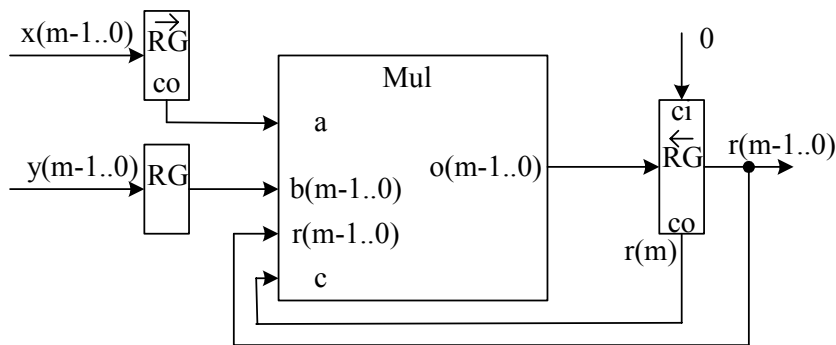 x(m-1..0)
RG
co
0
Mul
a
ci
RG
r(m-1..0)
y(m-1..0)
RG
b(m-1..0)
o(m-1..0)
r(m-1..0)
co
r(m)
c